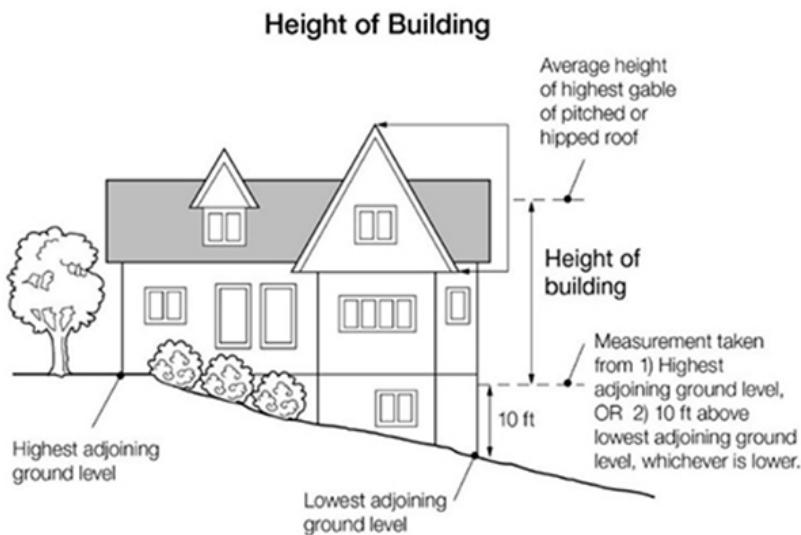 Height of Building
Average height
of highest gable
of pitched or
hipped roof
Height of
building
Measurement taken
from 1) Highest
adjoining ground level,
OR 2) 10 ft above
lowest adjoining ground
level, whichever is lower.
10 ft
Highest adjoining
ground level
Lowest adjoining
ground level